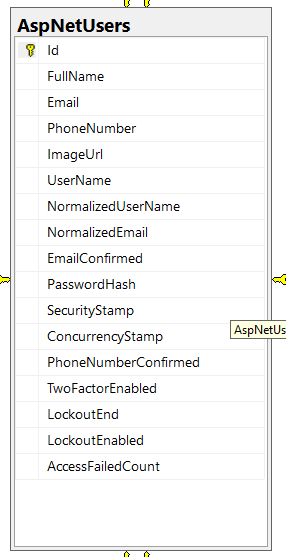 AspNetUsers
Id
FullName
Email
PhoneNumber
ImageUrl
UserName
NormalizedUserName
NormalizedEmail
EmailConfirmed
PasswordHash
SecurityStamp
AspNetUs
ConcurrencyStamp
PhoneNumberConfirmed
TwoFactorEnabled
LockoutEnd
LockoutEnabled
AccessFailedCount